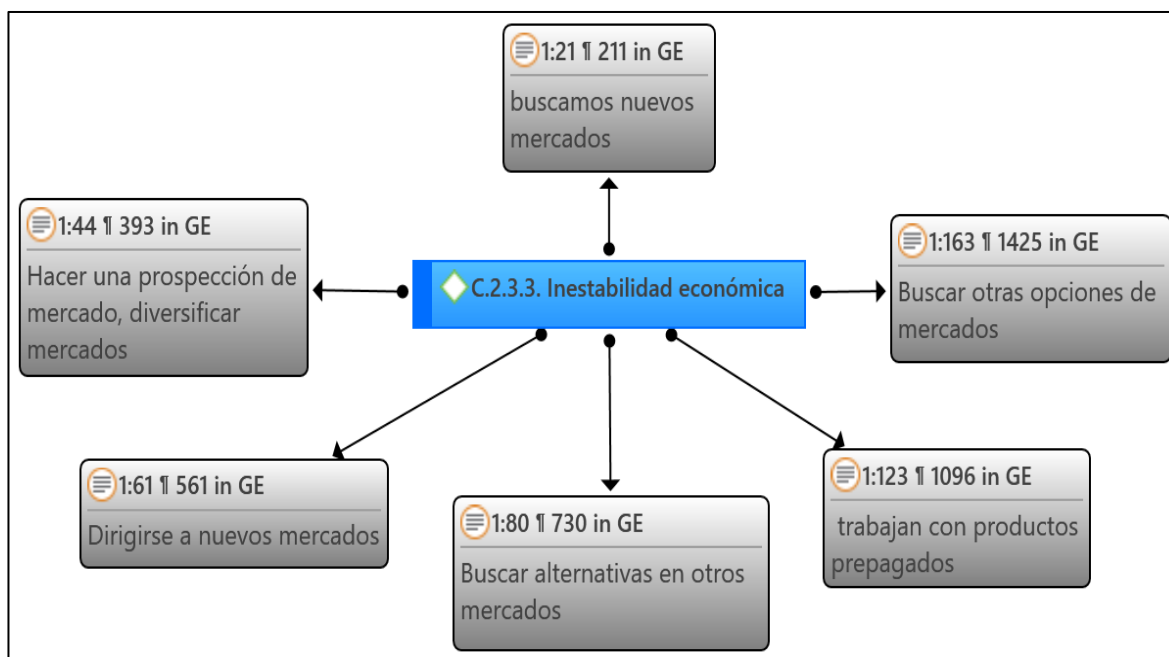 1:21 ¶ 211 in GE
buscamos nuevos
mercados
1:44 ¶ 393 in GE
Hacer una prospección de
mercado, diversificar
mercados
C.2.3.3. Inestabilidad económica
1:163 ¶ 1425 in GE
Buscar otras opciones de
mercados
1:61 ¶ 561 in GE
Dirigirse a nuevos mercados
1:80 ¶ 730 in GE
Buscar alternativas en otros
mercados
1:123 ¶ 1096 in GE
trabajan con productos
prepagados